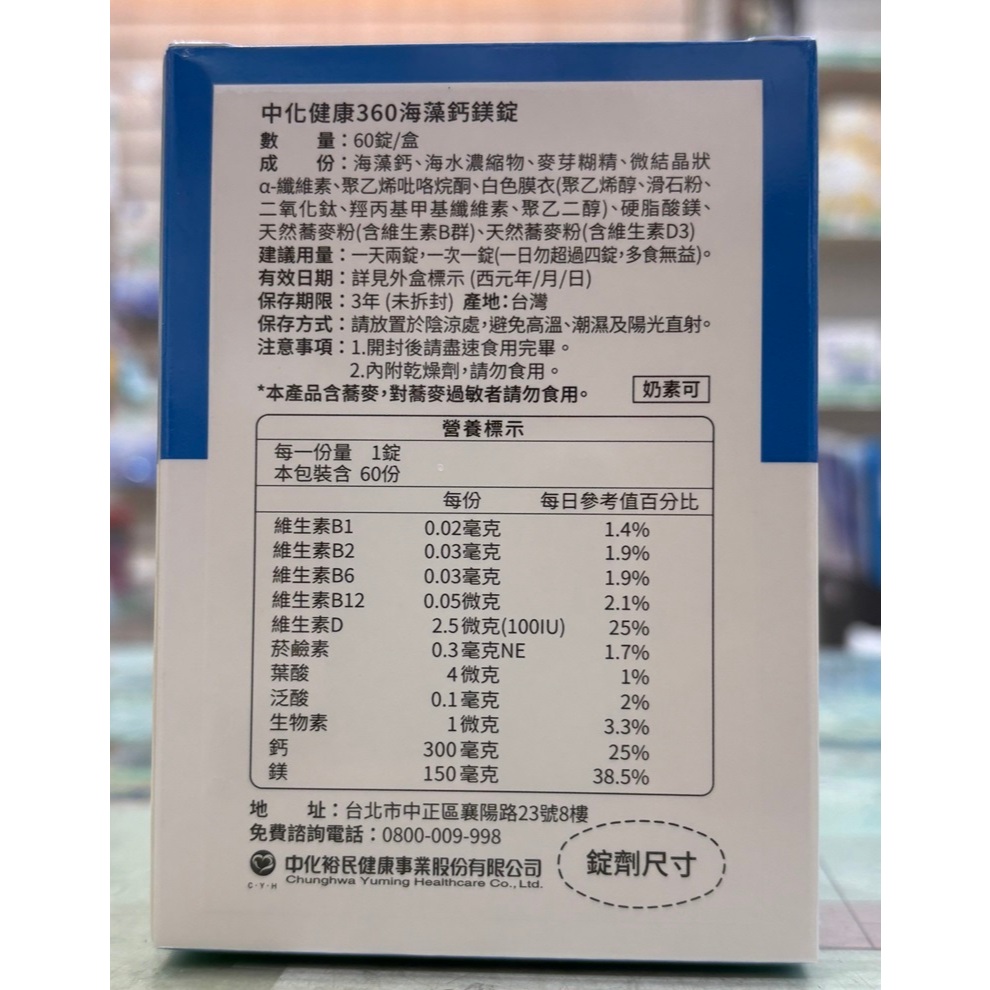 中化健康360海藻鈣鎂錠
數　　量：60錠/盒
成　　份：海藻鈣、海水濃縮物、麥芽糊精、微結晶狀
α-纖維素、聚乙烯吡咯烷酮、白色膜衣(聚乙烯醇、滑石粉、
二氧化鈦、羥丙基甲基纖維素、聚乙二醇)、硬脂酸鎂、
天然蕎麥粉(含維生素B群)、天然蕎麥粉(含維生素D3)
建議用量：一天兩錠，一次一錠(一日勿超過四錠，多食無益)。
有效日期：詳見外盒標示 (西元年/月/日)
保存期限：3年 (未拆封) 產地：台灣
保存方式：請放置於陰涼處，避免高溫、潮濕及陽光直射。
注意事項：1.開封後請盡速食用完畢。
2.內附乾燥劑，請勿食用。
*本產品含蕎麥，對蕎麥過敏者請勿食用。 奶素可
營養標示
每一份量 1錠
本包裝含 60份
每份 每日參考值百分比
維生素B1 0.02毫克 1.4%
維生素B2 0.03毫克 1.9%
維生素B6 0.03毫克 1.9%
維生素B12 0.05微克 2.1%
維生素D 2.5微克(100IU) 25%
菸鹼素 0.3毫克NE 1.7%
葉酸 4微克 1%
泛酸 0.1毫克 2%
生物素 1微克 3.3%
鈣 300毫克 25%
鎂 150毫克 38.5%
地　　址：台北市中正區襄陽路23號8樓
免費諮詢電話：0800-009-998
中化裕民健康事業股份有限公司
C·Y·H Chunghwa Yuming Healthcare Co., Ltd.
錠劑尺寸